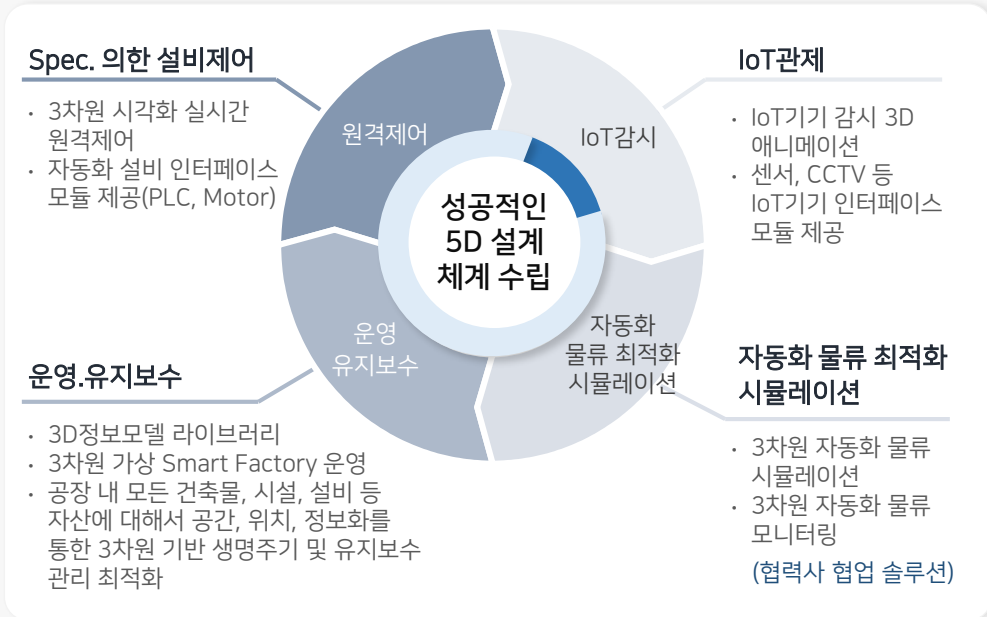 Spec. 의한 설비제어
· 3차원 시각화 실시간
원격제어
· 자동화 설비 인터페이스
모듈 제공(PLC, Motor)
IoT관제
· IoT기기 감시 3D
애니메이션
· 센서, CCTV 등
IoT기기 인터페이스
모듈 제공
원격제어
IoT감시
성공적인
5D 설계
체계 수립
운영
유지보수
자동화
물류 최적화
시뮬레이션
운영.유지보수
· 3D정보모델 라이브러리
· 3차원 가상 Smart Factory 운영
· 공장 내 모든 건축물, 시설, 설비 등
자산에 대해서 공간, 위치, 정보화를
통한 3차원 기반 생명주기 및 유지보수
관리 최적화
자동화 물류 최적화
시뮬레이션
· 3차원 자동화 물류
시뮬레이션
· 3차원 자동화 물류
모니터링
(협력사 협업 솔루션)